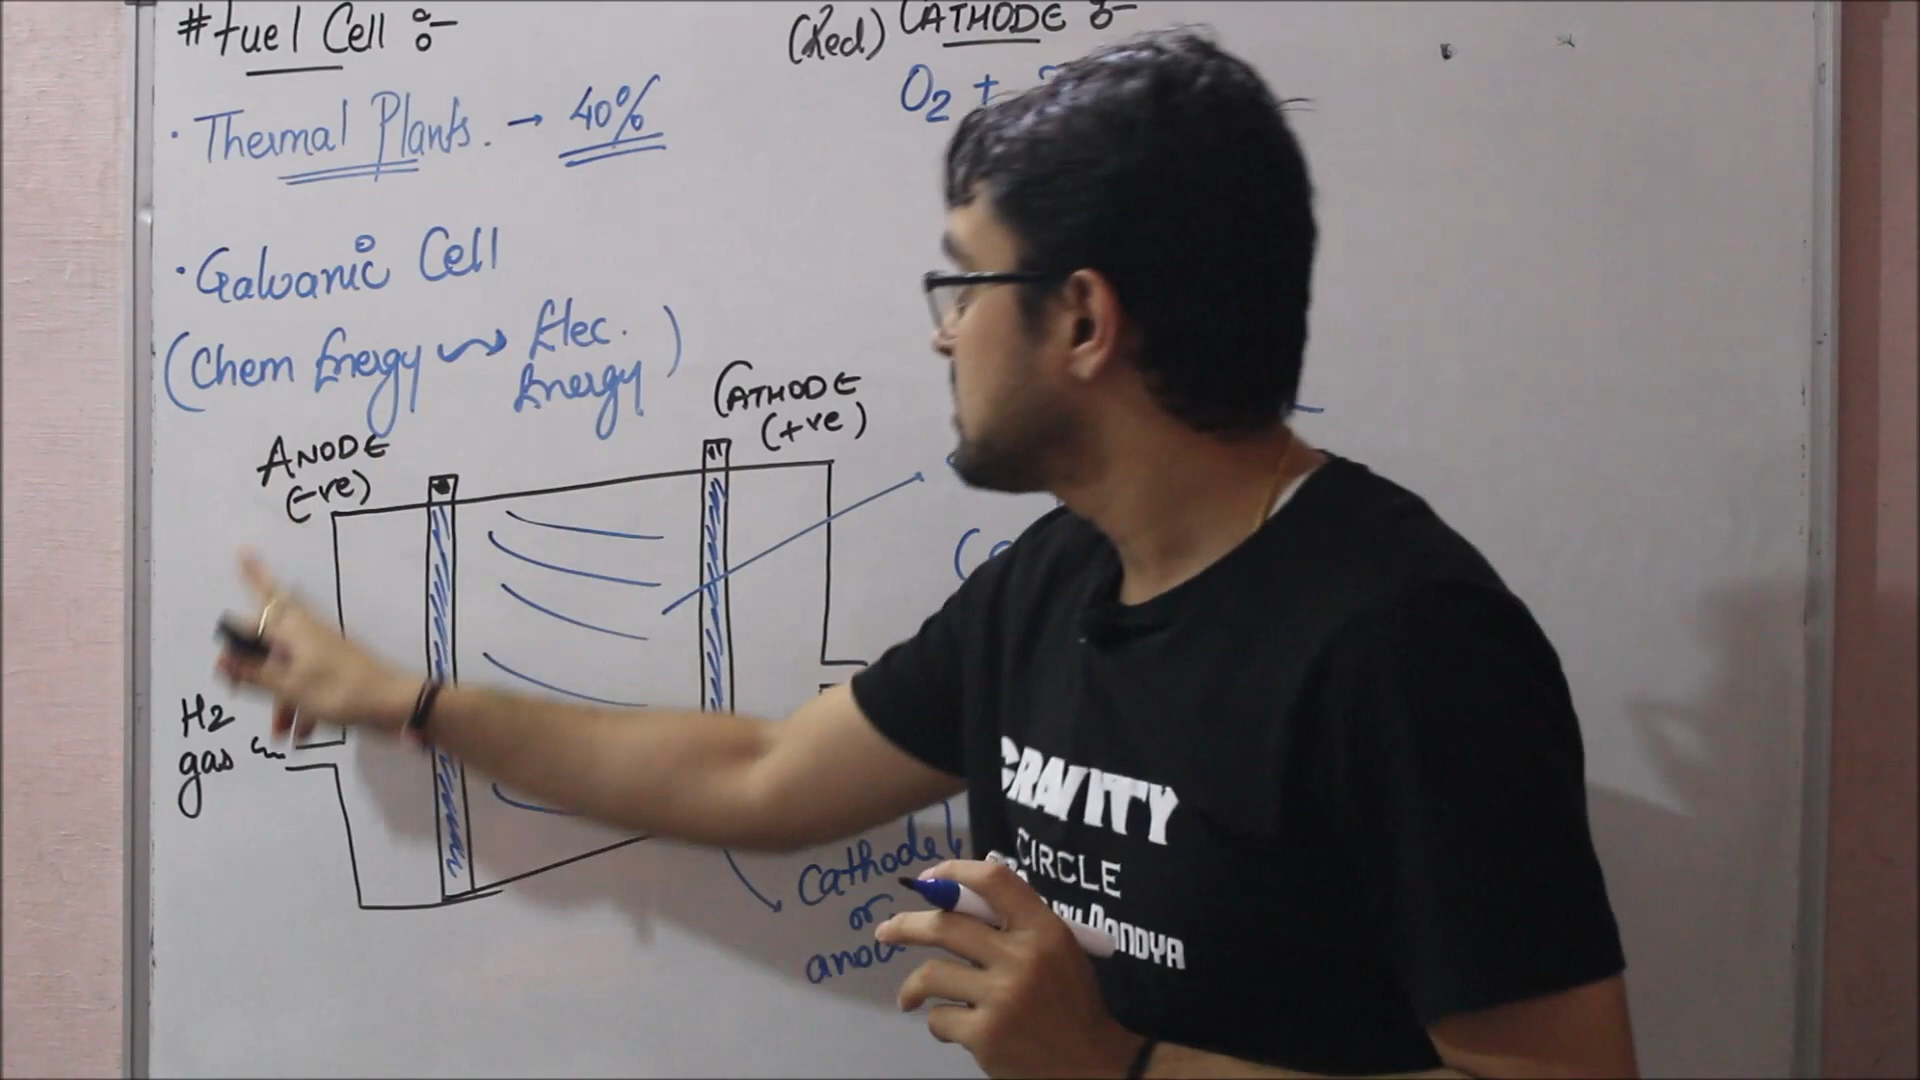 #fuel Cell :-
· Thermal Plants. → 40%
· Galvanic Cell
(Chem Energy → Elec. Energy)
ANODE
(-ve)
CATHODE
(+ve)
H2
gas
(Red) CATHODE :-
O2 +
Cathode
or
GRAVITY
CIRCLE